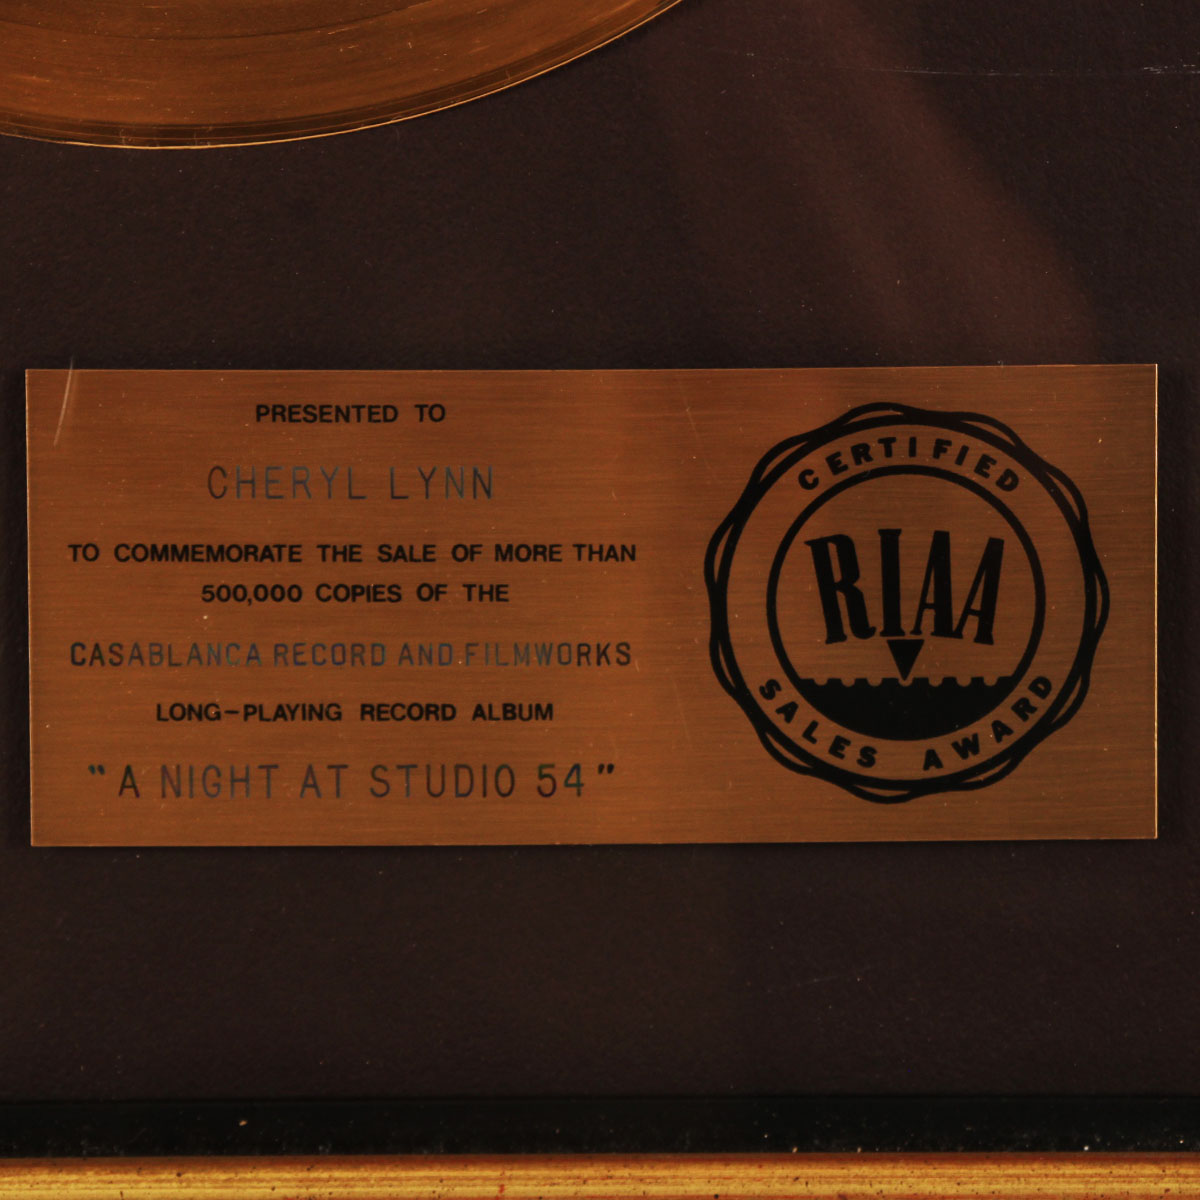 PRESENTED TO
CHERYL LYNN
TO COMMEMORATE THE SALE OF MORE THAN
500,000 COPIES OF THE
CASABLANCA RECORD AND FILMWORKS
LONG-PLAYING RECORD ALBUM
"A NIGHT AT STUDIO 54"
CERTIFIED
RIAA
SALES AWARD